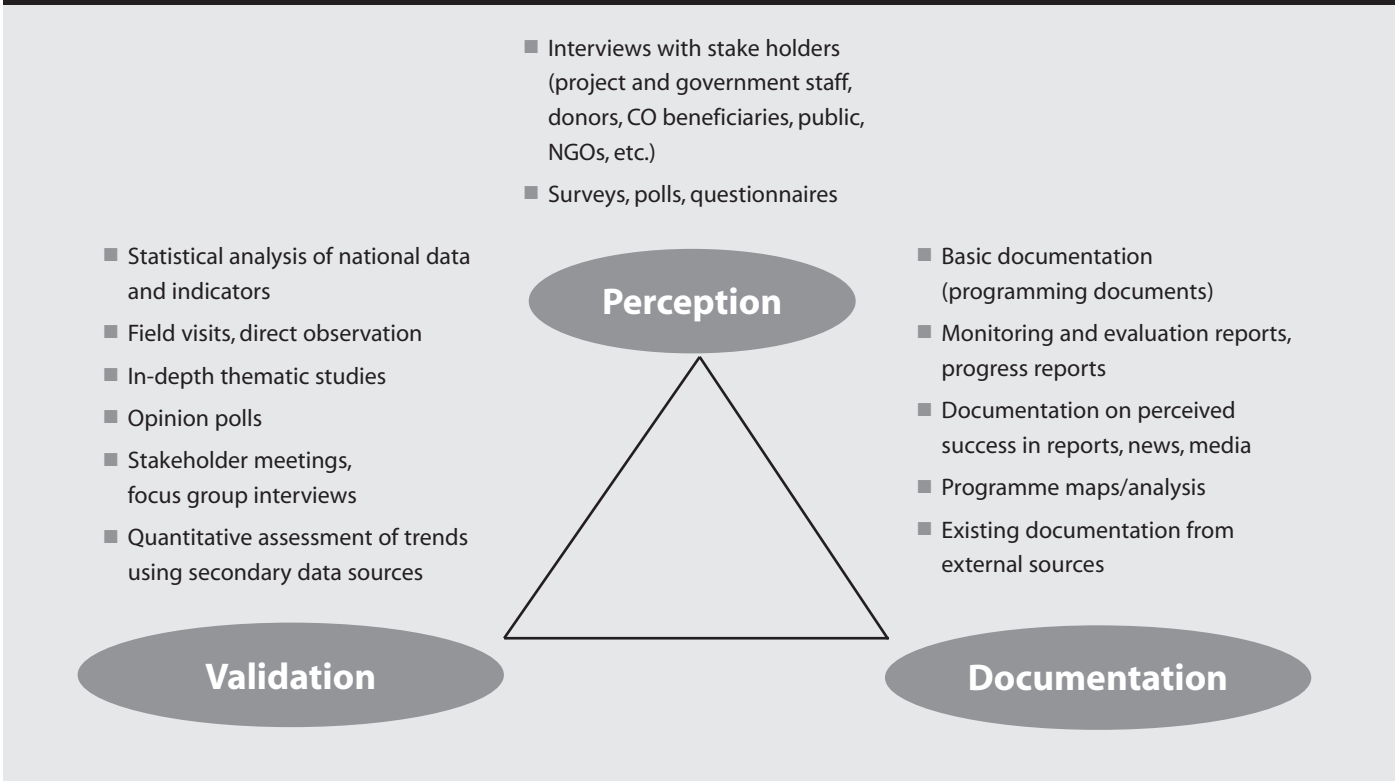 ■ Interviews with stake holders
(project and government staff,
donors, CO beneficiaries, public,
NGOs, etc.)
■ Surveys, polls, questionnaires
Perception
■ Statistical analysis of national data
and indicators
■ Field visits, direct observation
■ In-depth thematic studies
■ Opinion polls
■ Stakeholder meetings,
focus group interviews
■ Quantitative assessment of trends
using secondary data sources
Validation
■ Basic documentation
(programming documents)
■ Monitoring and evaluation reports,
progress reports
■ Documentation on perceived
success in reports, news, media
■ Programme maps/analysis
■ Existing documentation from
external sources
Documentation